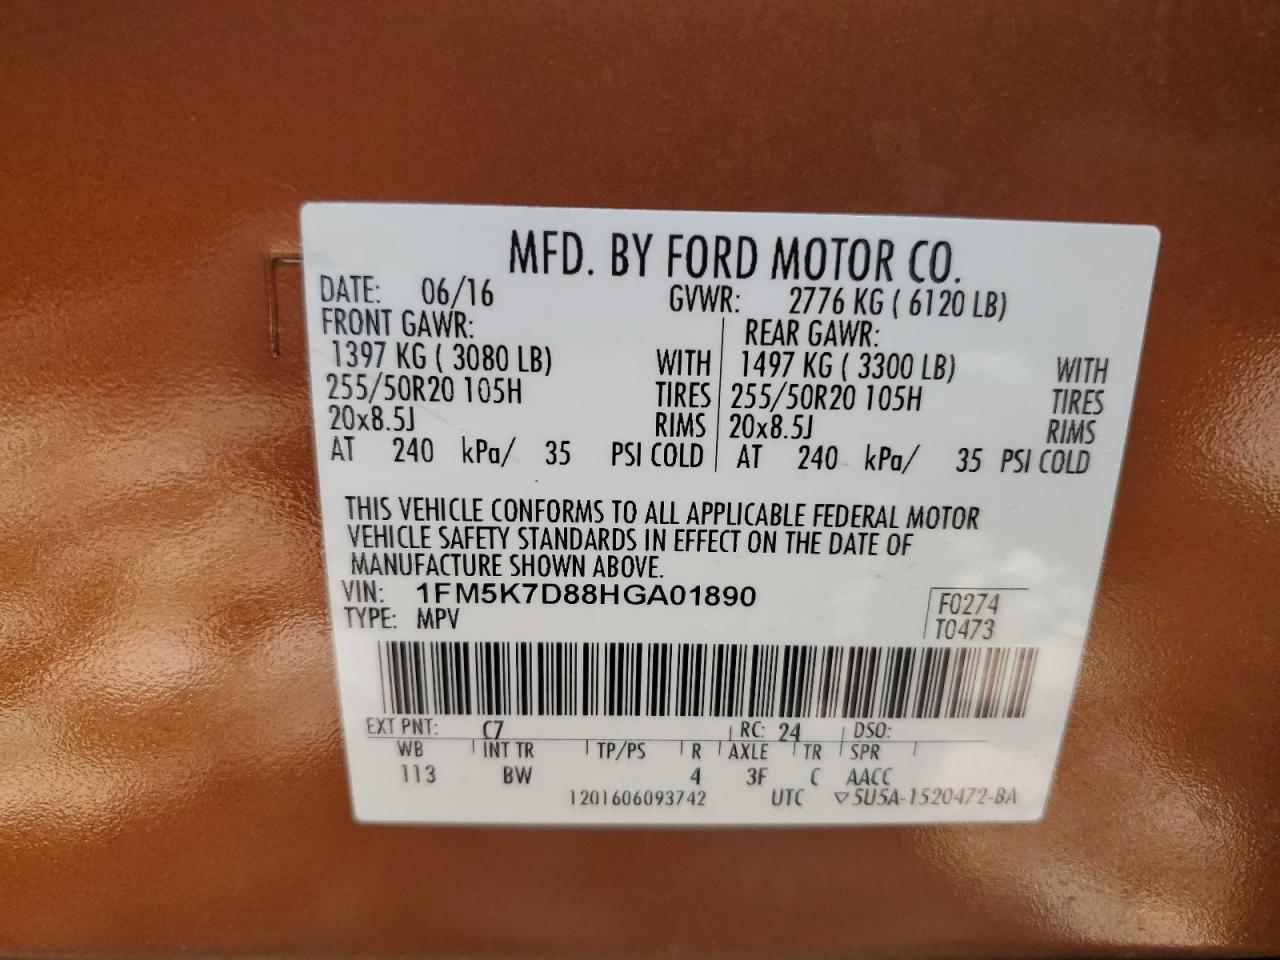 MFD. BY FORD MOTOR CO.
DATE: 06/16 GVWR: 2776 KG ( 6120 LB)
FRONT GAWR: REAR GAWR:
1397 KG ( 3080 LB) WITH 1497 KG ( 3300 LB) WITH
255/50R20 105H TIRES 255/50R20 105H TIRES
20x8.5J RIMS 20x8.5J RIMS
AT 240 kPa/ 35 PSI COLD AT 240 kPa/ 35 PSI COLD
THIS VEHICLE CONFORMS TO ALL APPLICABLE FEDERAL MOTOR
VEHICLE SAFETY STANDARDS IN EFFECT ON THE DATE OF
MANUFACTURE SHOWN ABOVE.
VIN: 1FM5K7D88HGA01890 F0274
TYPE: MPV T0473
EXT PNT: C7 RC: 24 DSO:
WB INT TR TP/PS R AXLE TR SPR
113 BW 4 3F C AACC
1201606093742 UTC ▽5U5A-1520472-BA